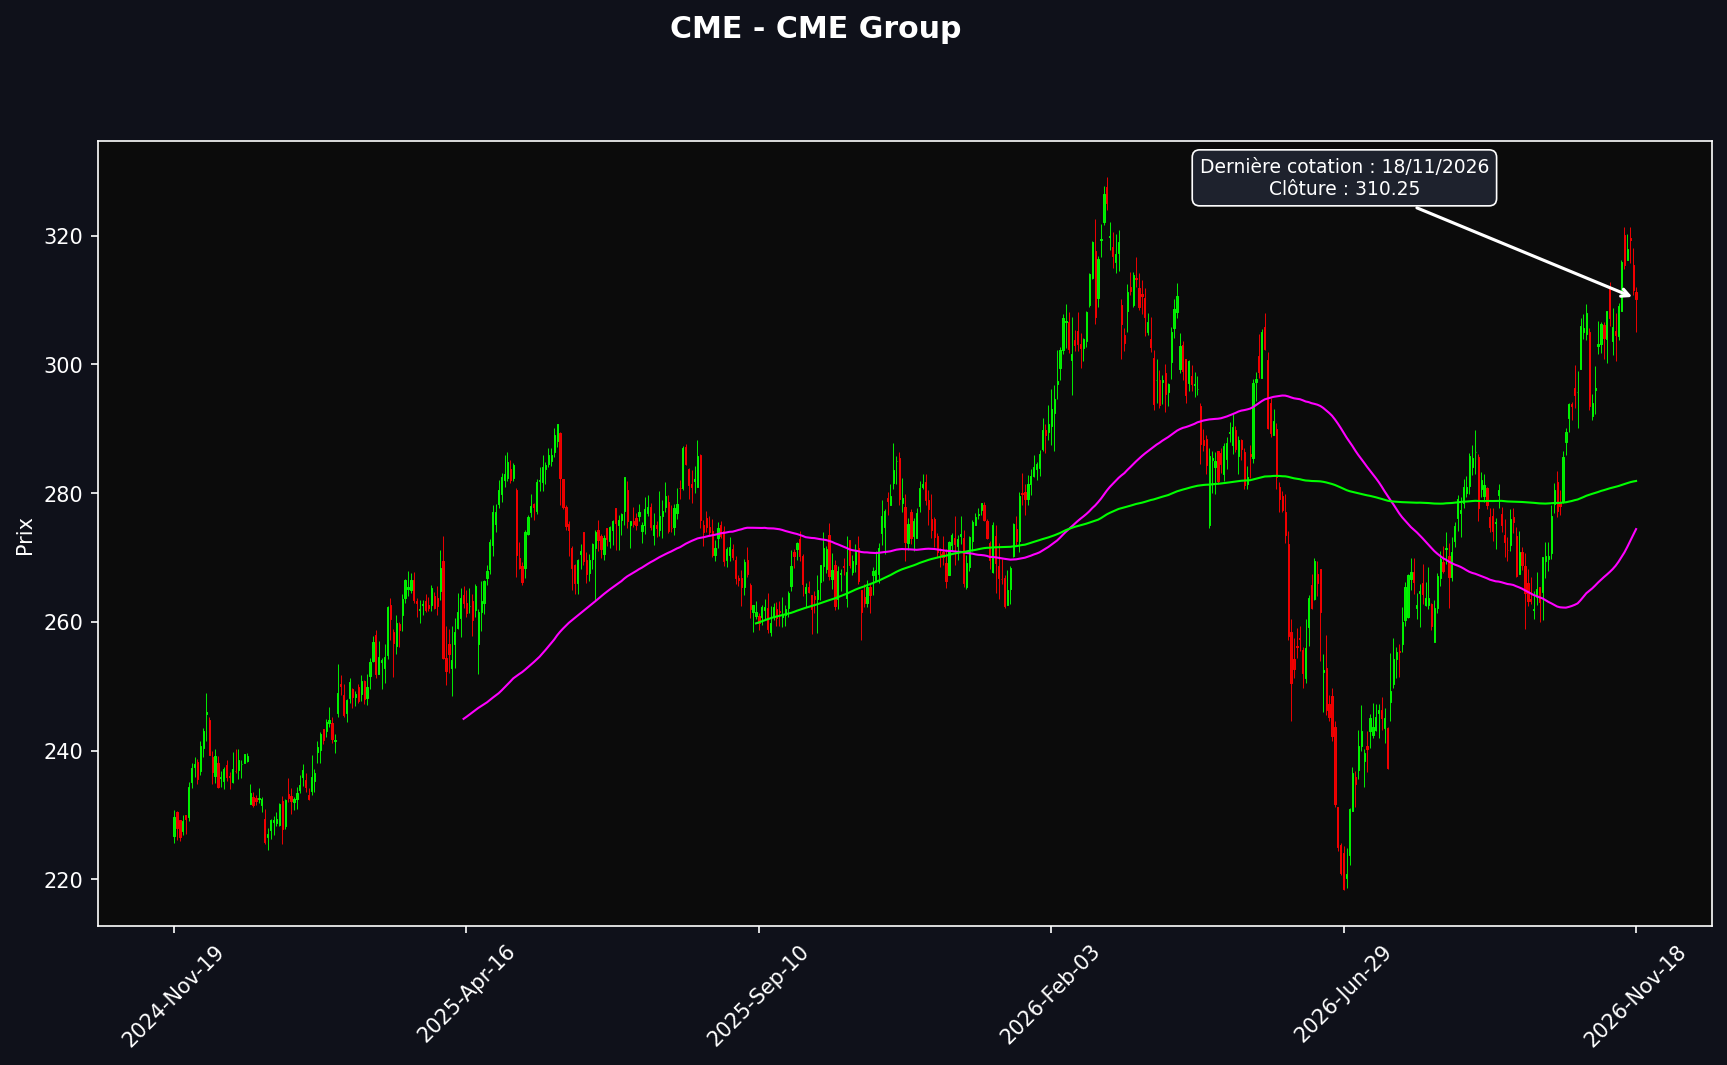 CME - CME Group
Dernière cotation : 18/11/2026
Clôture : 310.25
Prix
320
300
280
260
240
220
2024-Nov-19
2025-Apr-16
2025-Sep-10
2026-Feb-03
2026-Jun-29
2026-Nov-18